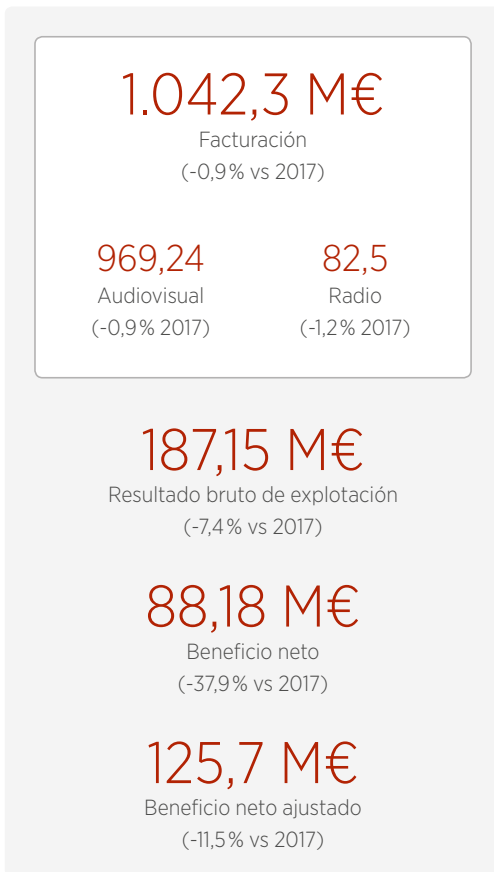 1.042,3 M€
Facturación
(-0,9% vs 2017)
969,24 82,5
Audiovisual Radio
(-0,9% 2017) (-1,2% 2017)
187,15 M€
Resultado bruto de explotación
(-7,4% vs 2017)
88,18 M€
Beneficio neto
(-37,9% vs 2017)
125,7 M€
Beneficio neto ajustado
(-11,5% vs 2017)